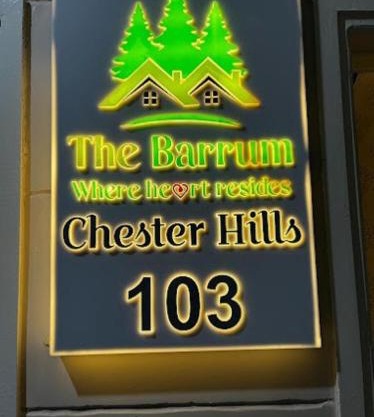 The Barrum
Where heart resides
Chester Hills
103